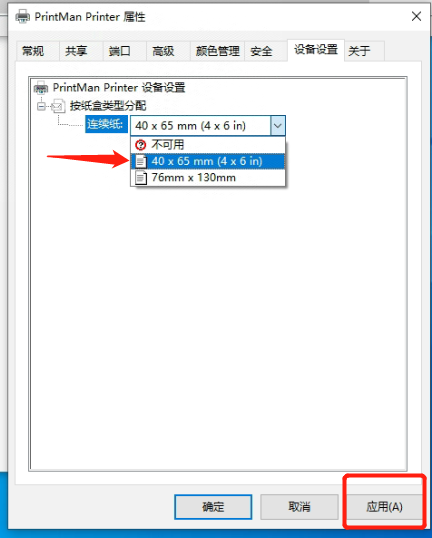 PrintMan Printer 属性
常规 共享 端口 高级 颜色管理 安全 设备设置 关于
PrintMan Printer 设备设置
按纸盒类型分配
连续纸: 40 x 65 mm (4 x 6 in)
不可用
40 x 65 mm (4 x 6 in)
76mm x 130mm
确定 取消 应用(A)